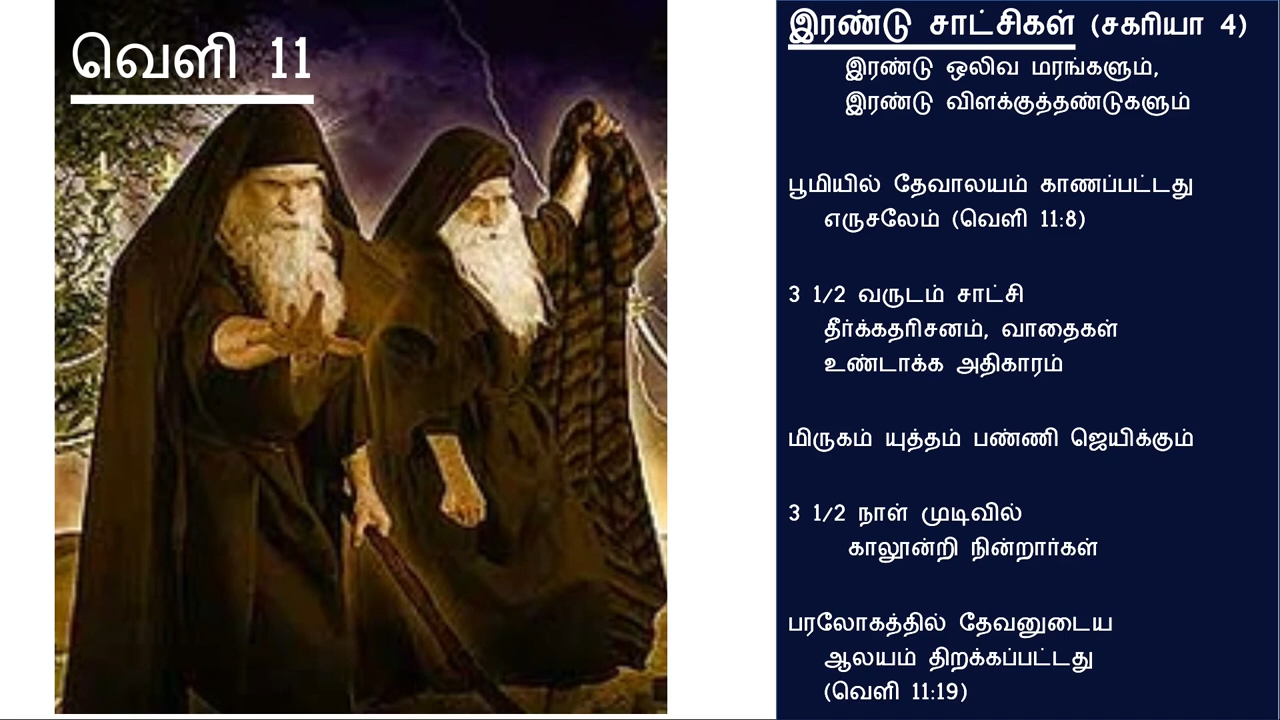 வெளி 11
இரண்டு சாட்சிகள் (சகரியா 4)
இரண்டு ஒலிவ மரங்களும்,
இரண்டு விளக்குத்தண்டுகளும்
பூமியில் தேவாலயம் காணப்பட்டது
எருசலேம் (வெளி 11:8)
3 1/2 வருடம் சாட்சி
தீர்க்கதரிசனம், வாதைகள்
உண்டாக்க அதிகாரம்
மிருகம் யுத்தம் பண்ணி ஜெயிக்கும்
3 1/2 நாள் முடிவில்
காலூன்றி நின்றார்கள்
பரலோகத்தில் தேவனுடைய
ஆலயம் திறக்கப்பட்டது
(வெளி 11:19)